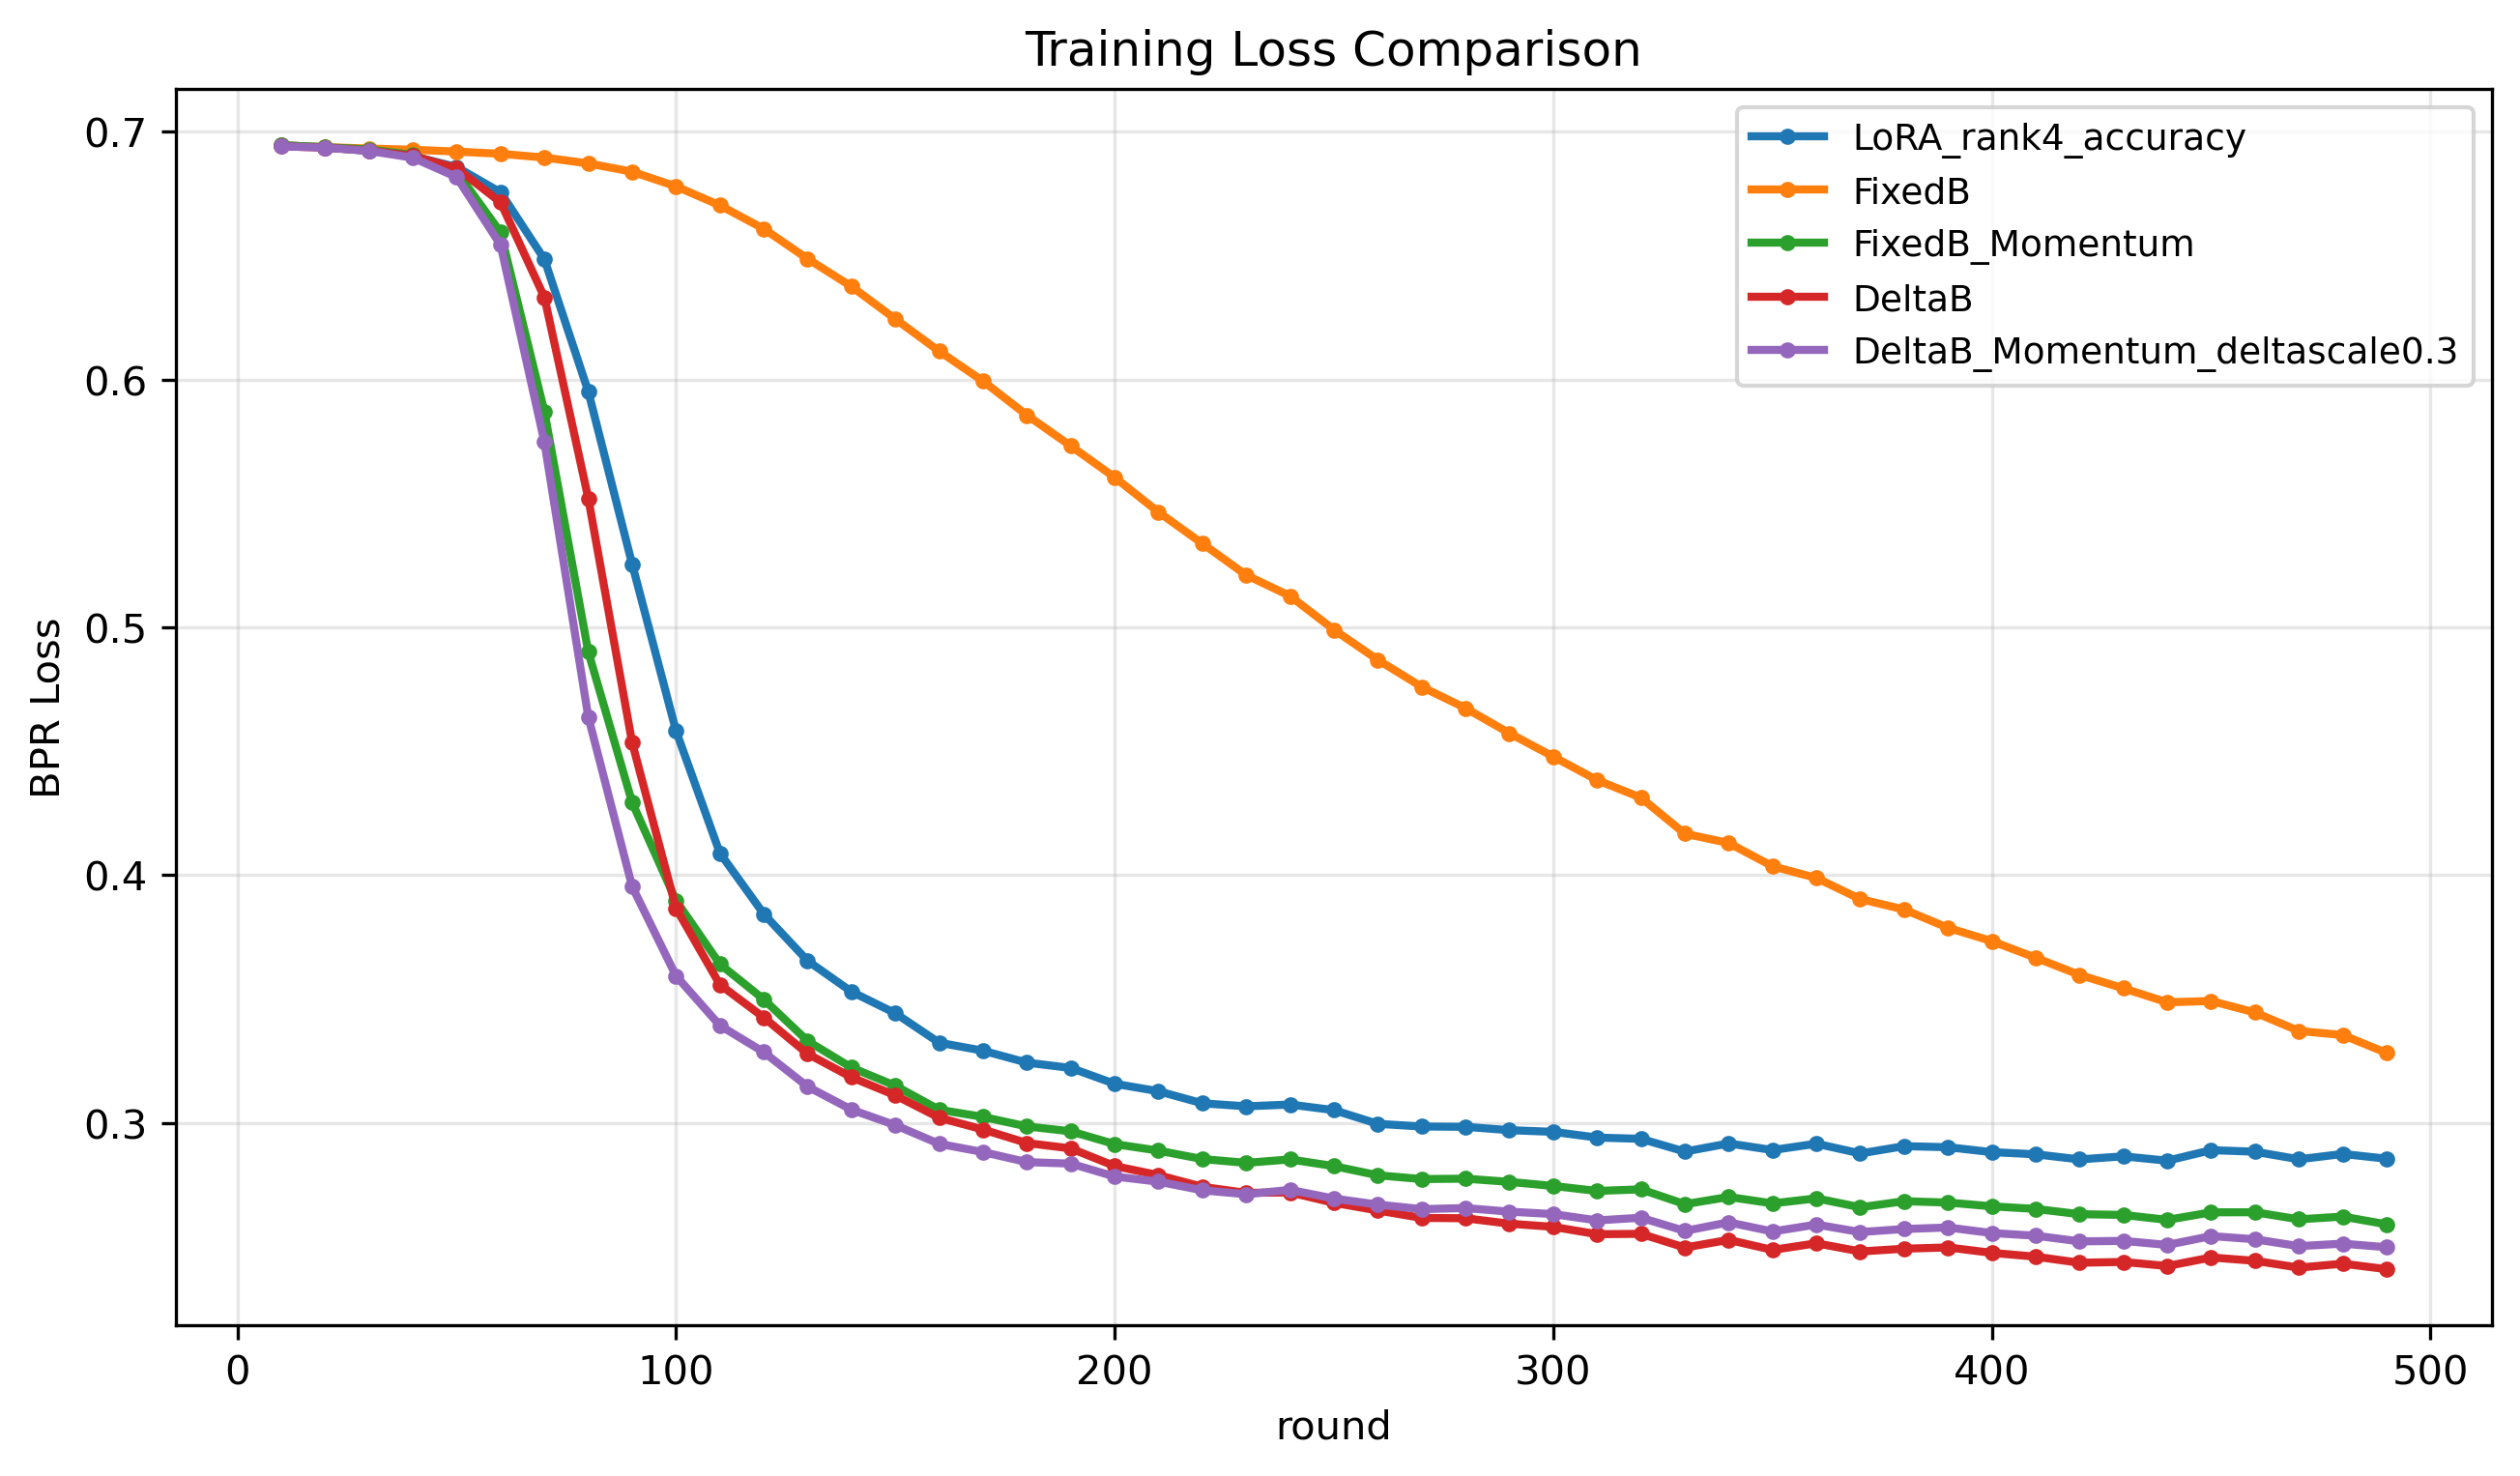 Training Loss Comparison
LoRA_rank4_accuracy
FixedB
FixedB_Momentum
DeltaB
DeltaB_Momentum_deltascale0.3
BPR Loss
0.7
0.6
0.5
0.4
0.3
0 100 200 300 400 500
round